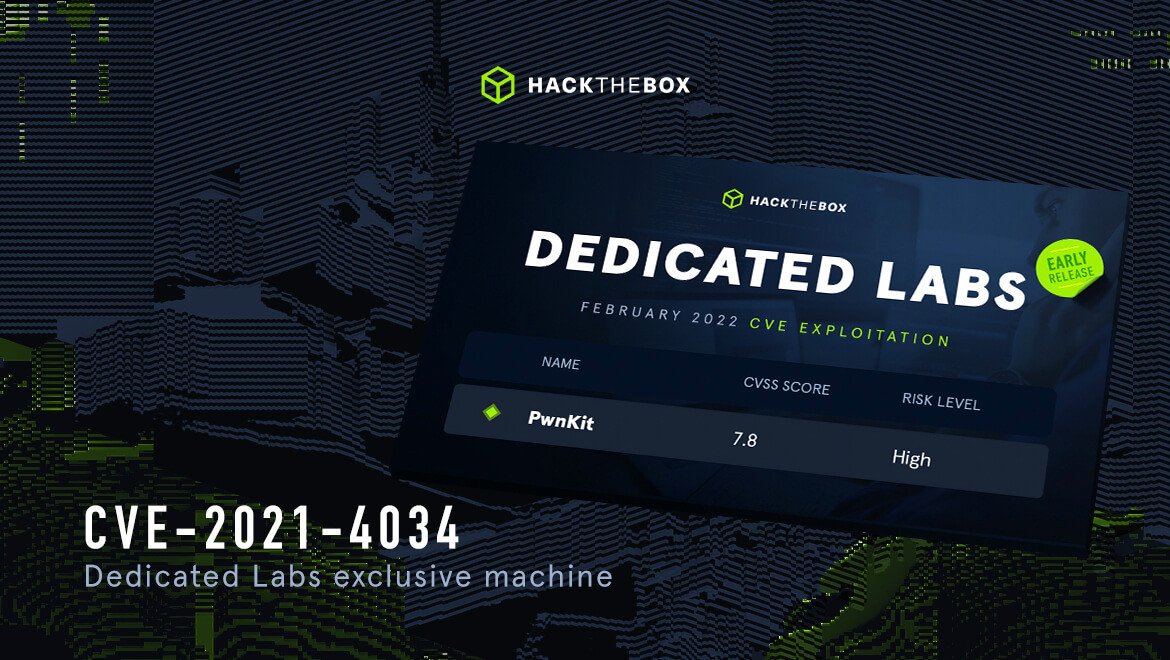 HACKTHEBOX
HACKTHEBOX
DEDICATED LABS
EARLY
RELEASE
FEBRUARY 2022 CVE EXPLOITATION
NAME CVSS SCORE RISK LEVEL
PwnKit 7.8 High
CVE-2021-4034
Dedicated Labs exclusive machine